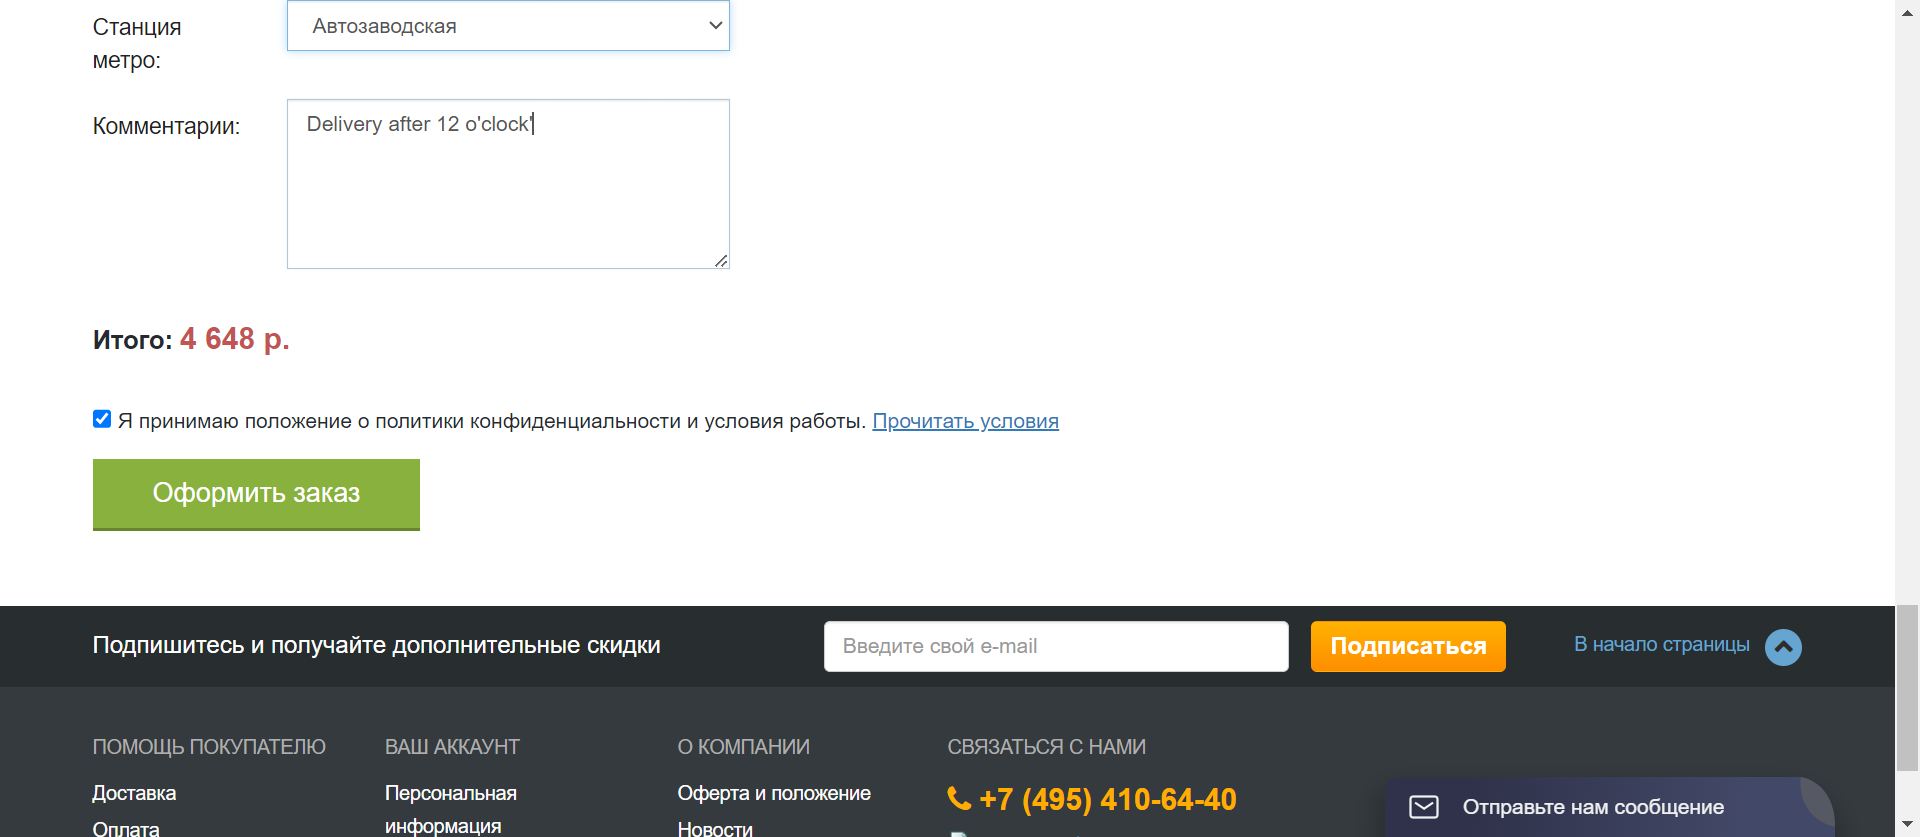 Станция
метро:
Автозаводская
Комментарии:
Delivery after 12 o'clock'
Итого: 4 648 р.
Я принимаю положение о политики конфиденциальности и условия работы. Прочитать условия
Оформить заказ
Подпишитесь и получайте дополнительные скидки
Введите свой e-mail
Подписаться
В начало страницы
ПОМОЩЬ ПОКУПАТЕЛЮ
Доставка
Оплата
ВАШ АККАУНТ
Персональная
информация
О КОМПАНИИ
Оферта и положение
Новости
СВЯЗАТЬСЯ С НАМИ
+7 (495) 410-64-40
Отправьте нам сообщение